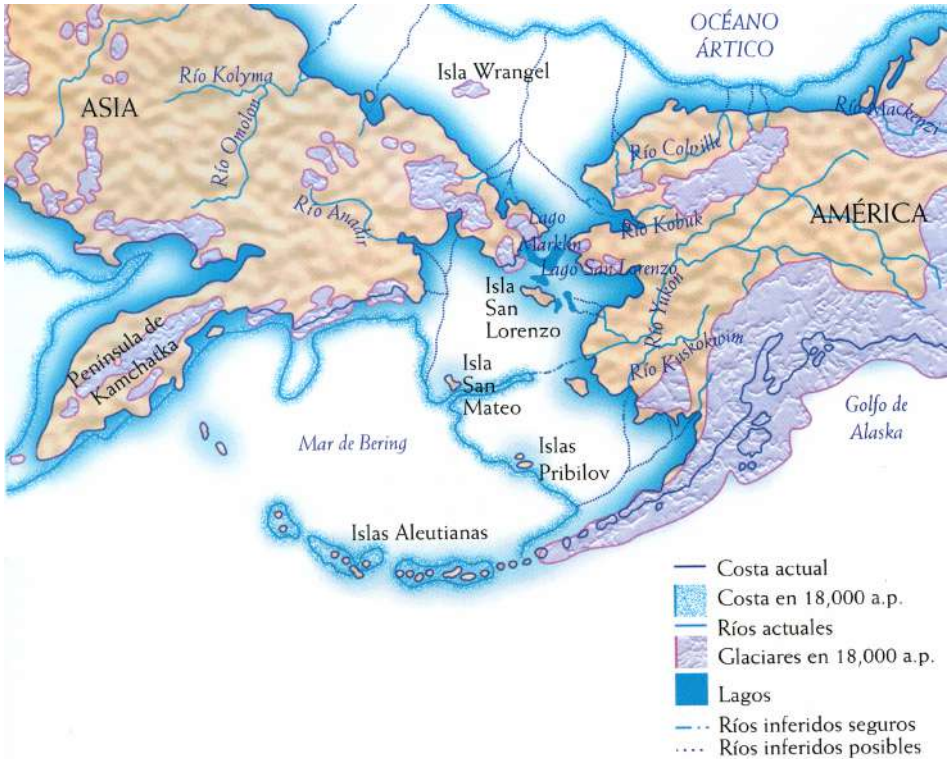 OCÉANO
ÁRTICO
Isla Wrangel
Río Kolyma
ASIA
Río Omolon
Río Mackenzi
Río Colville
Río Anadir
Lago
Marklin
Río Kobuk
AMÉRICA
Lago San Lorenzo
Isla
San
Lorenzo
Río Yukon
Península de
Kamchatka
Río Kuskokwim
Isla
San
Mateo
Golfo de
Alaska
Mar de Bering
Islas
Pribilov
Islas Aleutianas
Costa actual
Costa en 18,000 a.p.
Ríos actuales
Glaciares en 18,000 a.p.
Lagos
Ríos inferidos seguros
Ríos inferidos posibles